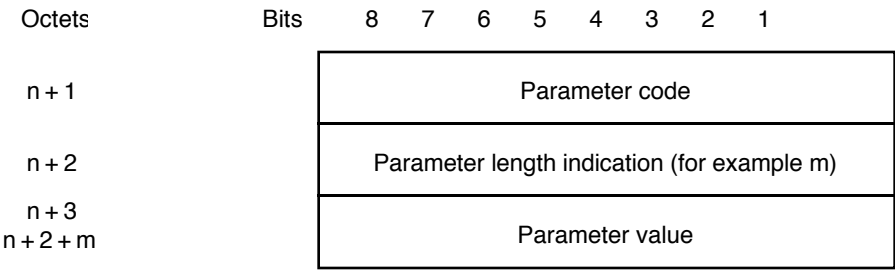 Octets Bits 8 7 6 5 4 3 2 1
n + 1 Parameter code
n + 2 Parameter length indication (for example m)
n + 3
n + 2 + m Parameter value